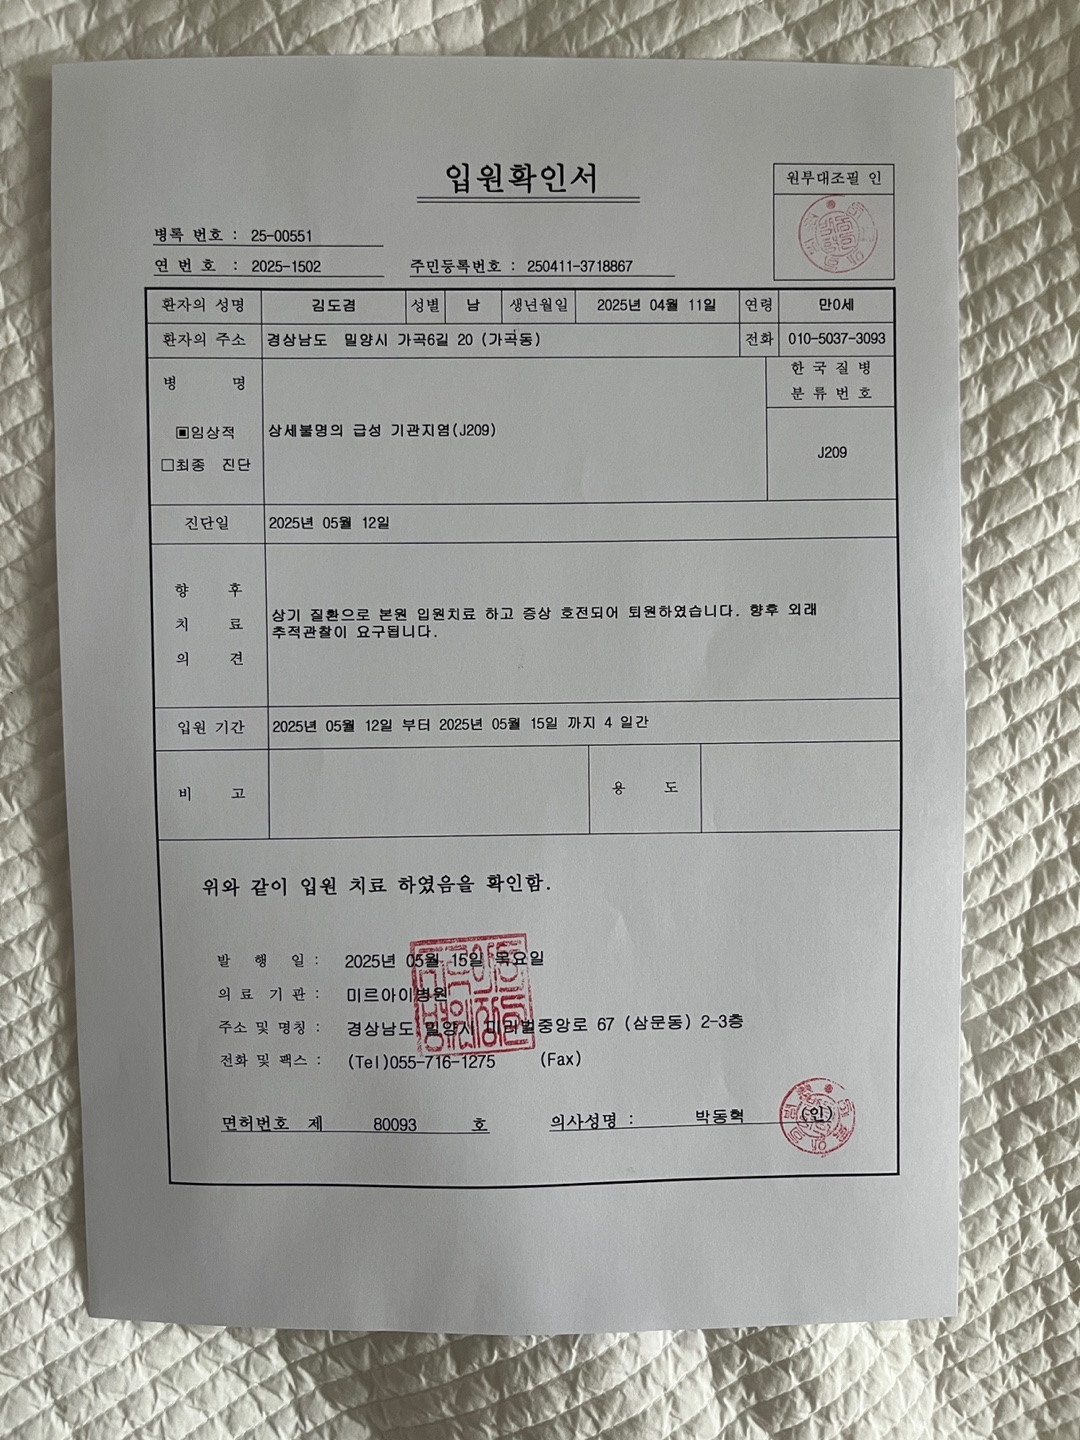 입원확인서
원부대조필 인
병록 번호 : 25-00551
연 번 호 : 2025-1502
주민등록번호 : 250411-3718867
환자의 성명 김도겸 성별 남 생년월일 2025년 04월 11일 연령 만0세
환자의 주소 경상남도 밀양시 가곡6길 20 (가곡동) 전화 010-5037-3093
병 명
한 국 질 병
분 류 번 호
▣임상적
상세불명의 급성 기관지염(J209)
J209
□최종 진단
진단일 2025년 05월 12일
향 후
치 료
의 견
상기 질환으로 본원 입원치료 하고 증상 호전되어 퇴원하였습니다. 향후 외래
추적관찰이 요구됩니다.
입원 기간 2025년 05월 12일 부터 2025년 05월 15일 까지 4 일간
비 고 용 도
위와 같이 입원 치료 하였음을 확인함.
발 행 일 : 2025년 05월 15일 목요일
의 료 기 관 : 미르아이병원
주소 및 명칭 : 경상남도 밀양시 미리벌중앙로 67 (삼문동) 2-3층
전화 및 팩스 : (Tel)055-716-1275 (Fax)
면허번호 제 80093 호 의사성명 : 박동혁 (인)